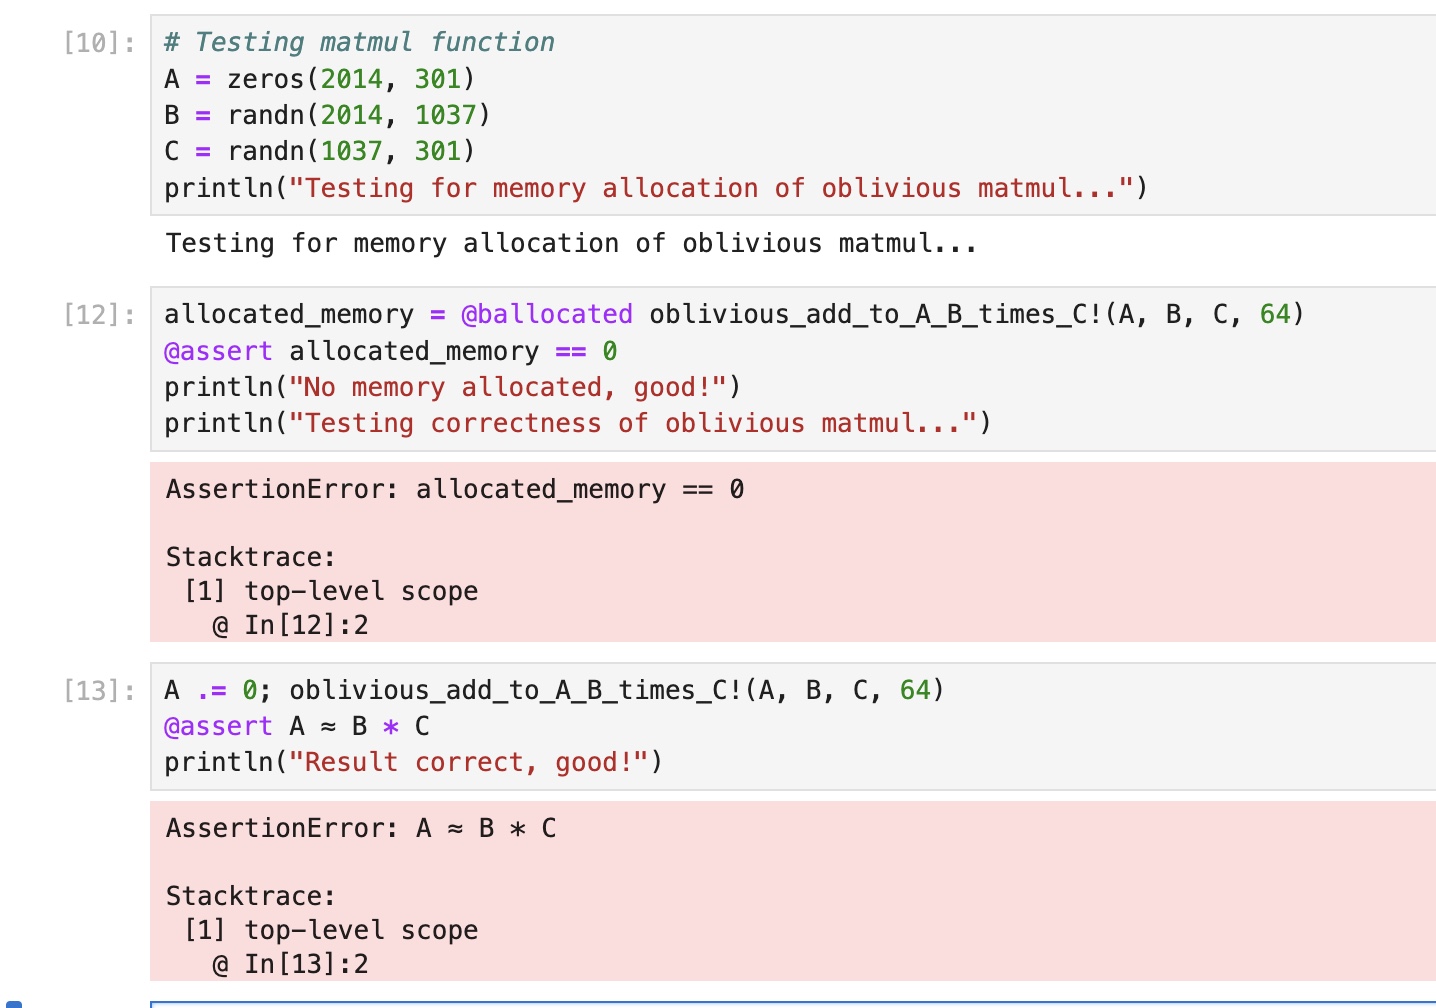 [10]: # Testing matmul function
A = zeros(2014, 301)
B = randn(2014, 1037)
C = randn(1037, 301)
println("Testing for memory allocation of oblivious matmul...")
Testing for memory allocation of oblivious matmul...
[12]: allocated_memory = @ballocated oblivious_add_to_A_B_times_C!(A, B, C, 64)
@assert allocated_memory == 0
println("No memory allocated, good!")
println("Testing correctness of oblivious matmul...")
AssertionError: allocated_memory == 0
Stacktrace:
[1] top-level scope
@ In[12]:2
[13]: A .= 0; oblivious_add_to_A_B_times_C!(A, B, C, 64)
@assert A ≈ B * C
println("Result correct, good!")
AssertionError: A ≈ B * C
Stacktrace:
[1] top-level scope
@ In[13]:2